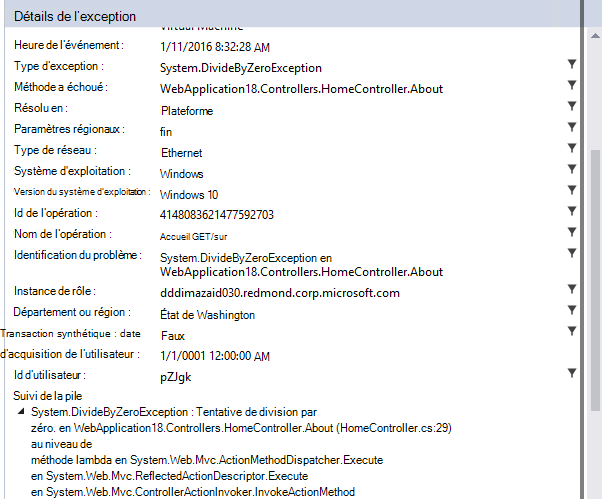 Détails de l'exception
Virtual Machine
Heure de l'événement : 1/11/2016 8:32:28 AM
Type d'exception : System.DivideByZeroException
Méthode a échoué : WebApplication18.Controllers.HomeController.About
Résolu en : Plateforme
Paramètres régionaux : fin
Type de réseau : Ethernet
Système d'exploitation : Windows
Version du système d'exploitation : Windows 10
Id de l'opération : 4148083621477592703
Nom de l'opération : Accueil GET/sur
Identification du problème : System.DivideByZeroException en
WebApplication18.Controllers.HomeController.About
Instance de rôle : dddimazaid030.redmond.corp.microsoft.com
Département ou région : État de Washington
Transaction synthétique : date Faux
d'acquisition de l'utilisateur : 1/1/0001 12:00:00 AM
Id d'utilisateur : pZJgk
Suivi de la pile
System.DivideByZeroException : Tentative de division par
zéro. en WebApplication18.Controllers.HomeController.About (HomeController.cs:29)
au niveau de
méthode lambda en System.Web.Mvc.ActionMethodDispatcher.Execute
en System.Web.Mvc.ReflectedActionDescriptor.Execute
en System.Web.Mvc.ControllerActionInvoker.InvokeActionMethod